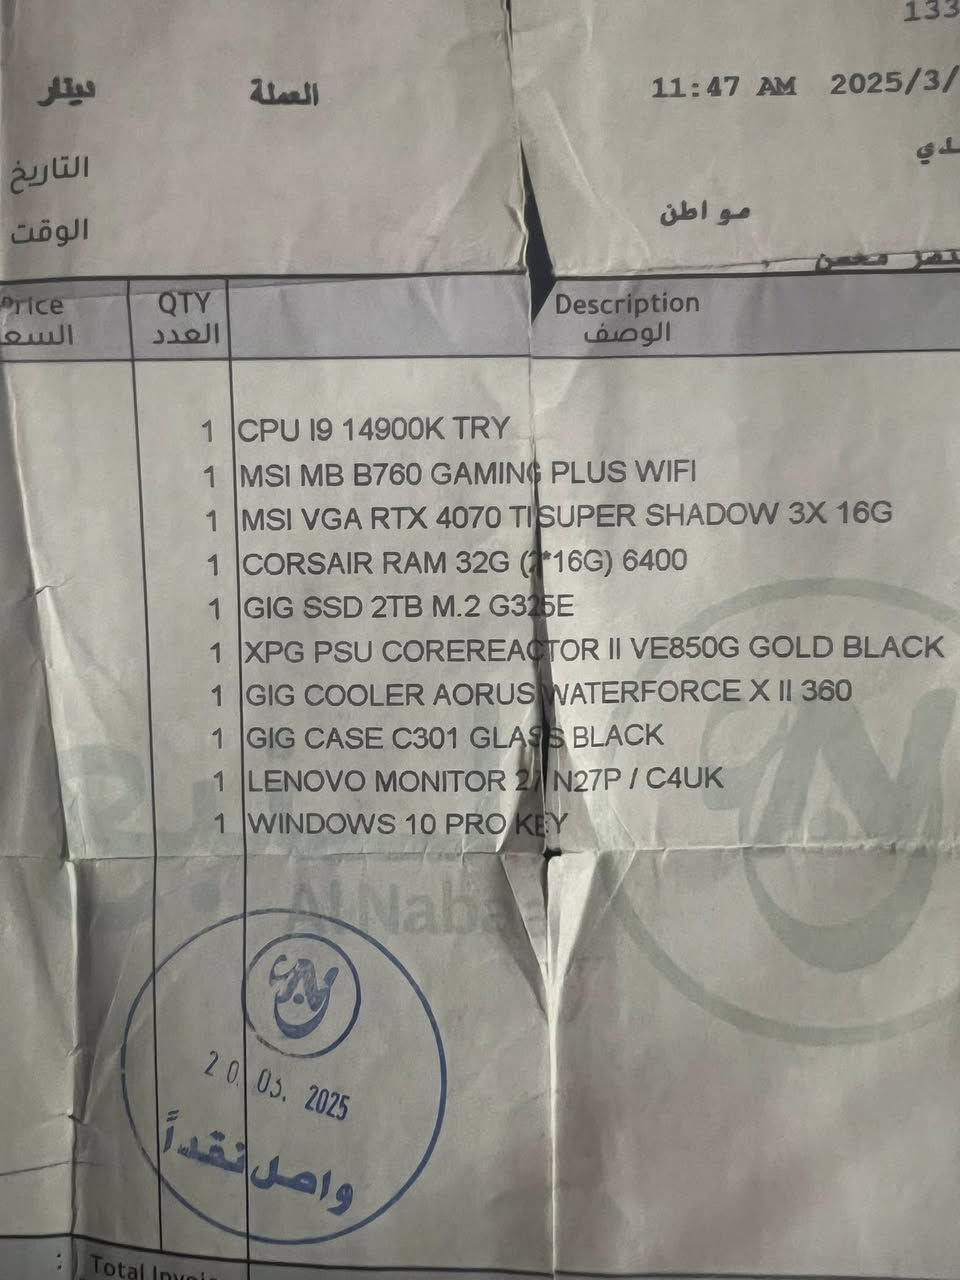 133
دينار العملة 11:47 AM 2025/3/
التاريخ
الوقت
مواطن
Price QTY Description
العدد الوصف
1 CPU I9 14900K TRY
1 MSI MB B760 GAMING PLUS WIFI
1 MSI VGA RTX 4070 TI SUPER SHADOW 3X 16G
1 CORSAIR RAM 32G (2*16G) 6400
1 GIG SSD 2TB M.2 G325E
1 XPG PSU COREREACTOR II VE850G GOLD BLACK
1 GIG COOLER AORUS WATERFORCE X II 360
1 GIG CASE C301 GLASS BLACK
1 LENOVO MONITOR 27 N27P / C4UK
1 WINDOWS 10 PRO KEY
20. 03. 2025
واصل نقداً
: Total